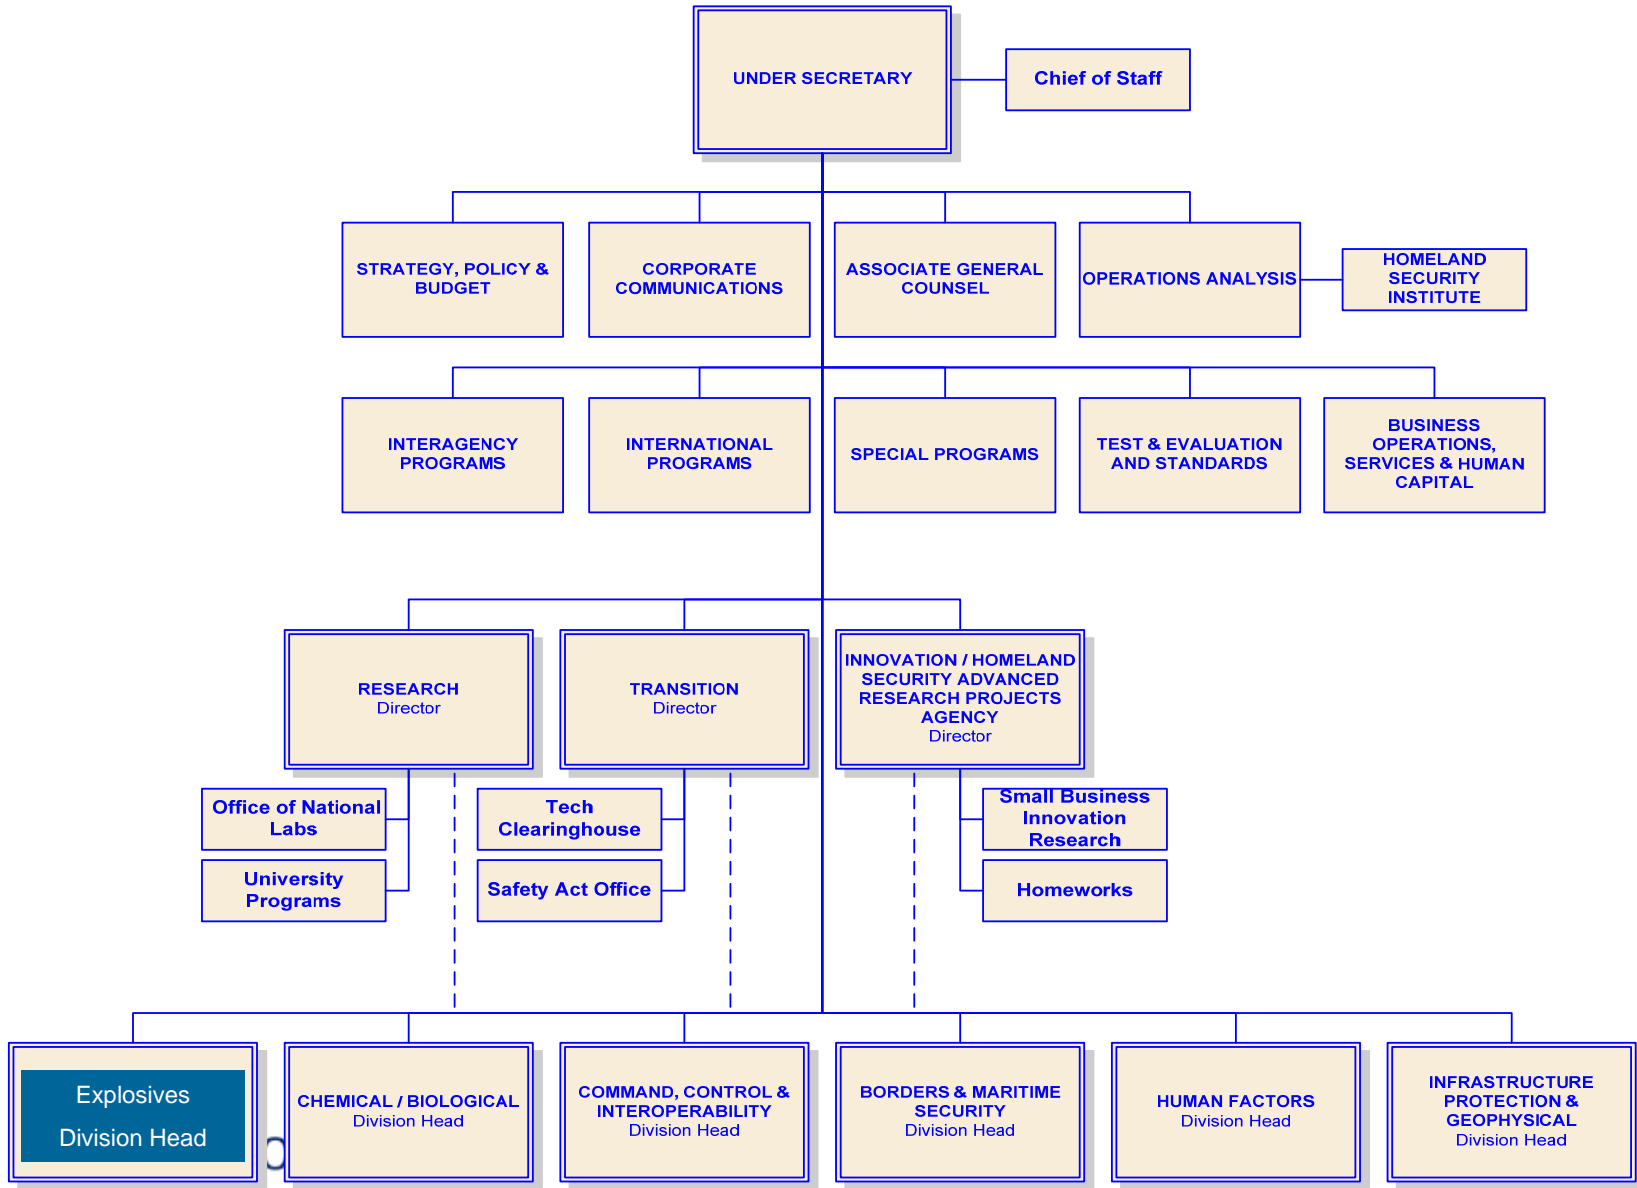 UNDER SECRETARY
Chief of Staff
STRATEGY, POLICY &
BUDGET
CORPORATE
COMMUNICATIONS
ASSOCIATE GENERAL
COUNSEL
OPERATIONS ANALYSIS
HOMELAND
SECURITY
INSTITUTE
INTERAGENCY
PROGRAMS
INTERNATIONAL
PROGRAMS
SPECIAL PROGRAMS
TEST & EVALUATION
AND STANDARDS
BUSINESS
OPERATIONS,
SERVICES & HUMAN
CAPITAL
RESEARCH
Director
TRANSITION
Director
INNOVATION / HOMELAND
SECURITY ADVANCED
RESEARCH PROJECTS
AGENCY
Director
Office of National
Labs
University
Programs
Tech
Clearinghouse
Safety Act Office
Small Business
Innovation
Research
Homeworks
Explosives
Division Head
CHEMICAL / BIOLOGICAL
Division Head
COMMAND, CONTROL &
INTEROPERABILITY
Division Head
BORDERS & MARITIME
SECURITY
Division Head
HUMAN FACTORS
Division Head
INFRASTRUCTURE
PROTECTION &
GEOPHYSICAL
Division Head